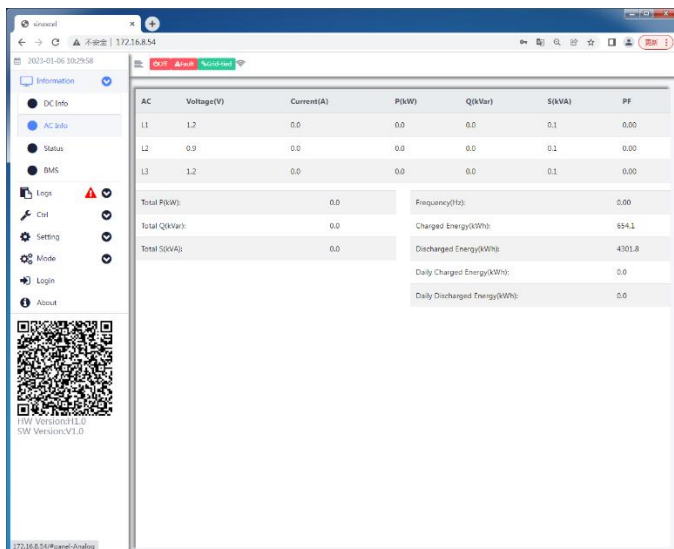 sinexcel
不安全 | 172.16.8.54
更新
2023-01-06 10:29:58
Off Fault Grid-tied
Information
DC Info
AC Info
Status
BMS
Logs
Ctrl
Setting
Mode
Login
About
HW Version:H1.0
SW Version:V1.0
AC Voltage(V) Current(A) P(kW) Q(kVar) S(kVA) PF
L1 1.2 0.0 0.0 0.0 0.1 0.00
L2 0.9 0.0 0.0 0.0 0.1 0.00
L3 1.2 0.0 0.0 0.0 0.1 0.00
Total P(kW): 0.0
Total Q(kVar): 0.0
Total S(kVA): 0.0
Frequency(Hz): 0.00
Charged Energy(kWh): 654.1
Discharged Energy(kWh): 4301.8
Daily Charged Energy(kWh): 0.0
Daily Discharged Energy(kWh): 0.0
172.16.8.54/#panel-Analog